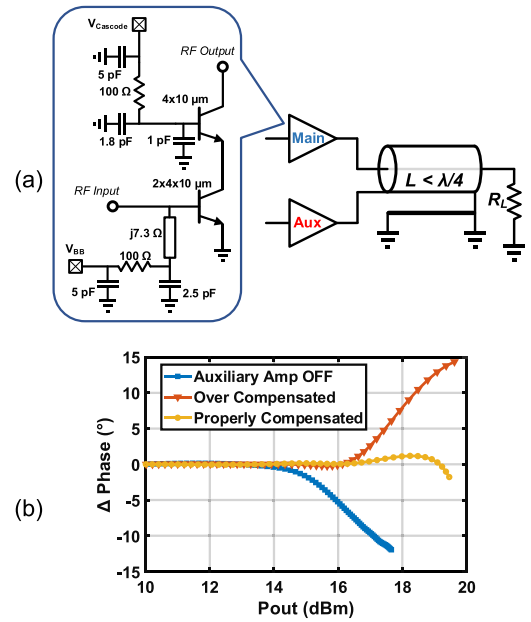 (a)
V_Cascode
RF Output
5 pF
100 Ω
4x10 μm
1.8 pF
1 pF
2x4x10 μm
RF Input
j7.3 Ω
V_BB
100 Ω
5 pF
2.5 pF
Main
Aux
L < λ/4
R_L
(b)
Δ Phase (°)
15
10
5
0
-5
-10
-15
Auxiliary Amp OFF
Over Compensated
Properly Compensated
10 12 14 16 18 20
Pout (dBm)